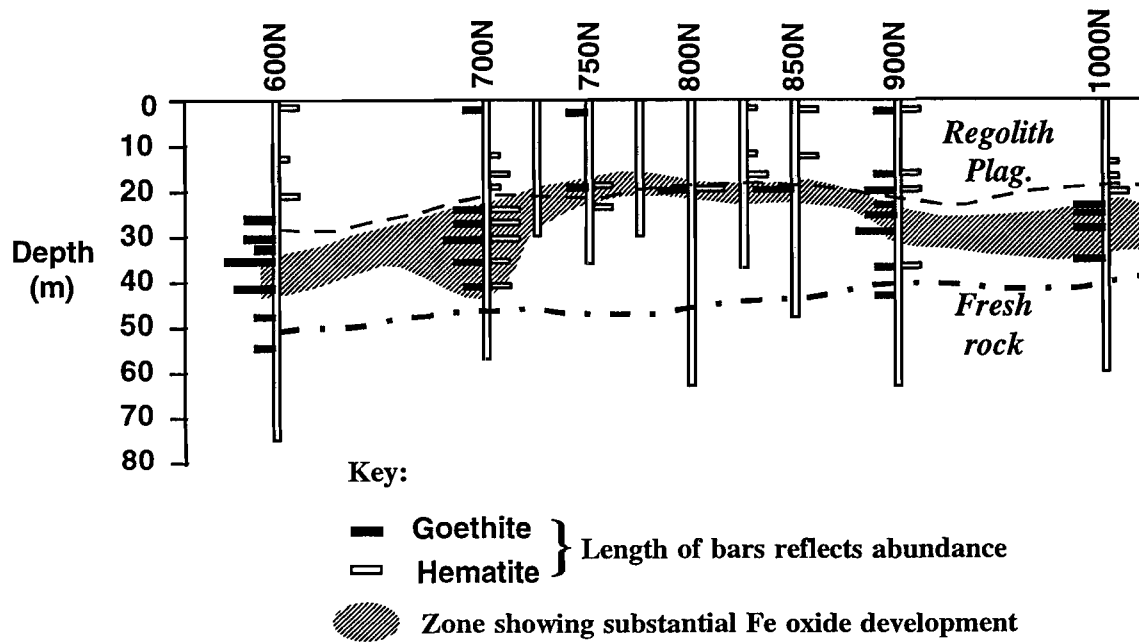 600N
700N
750N
800N
850N
900N
1000N
0
10
20
30
40
50
60
70
80
Depth
(m)
Regolith
Plag.
Fresh
rock
Key:
Goethite
Hematite
} Length of bars reflects abundance
Zone showing substantial Fe oxide development